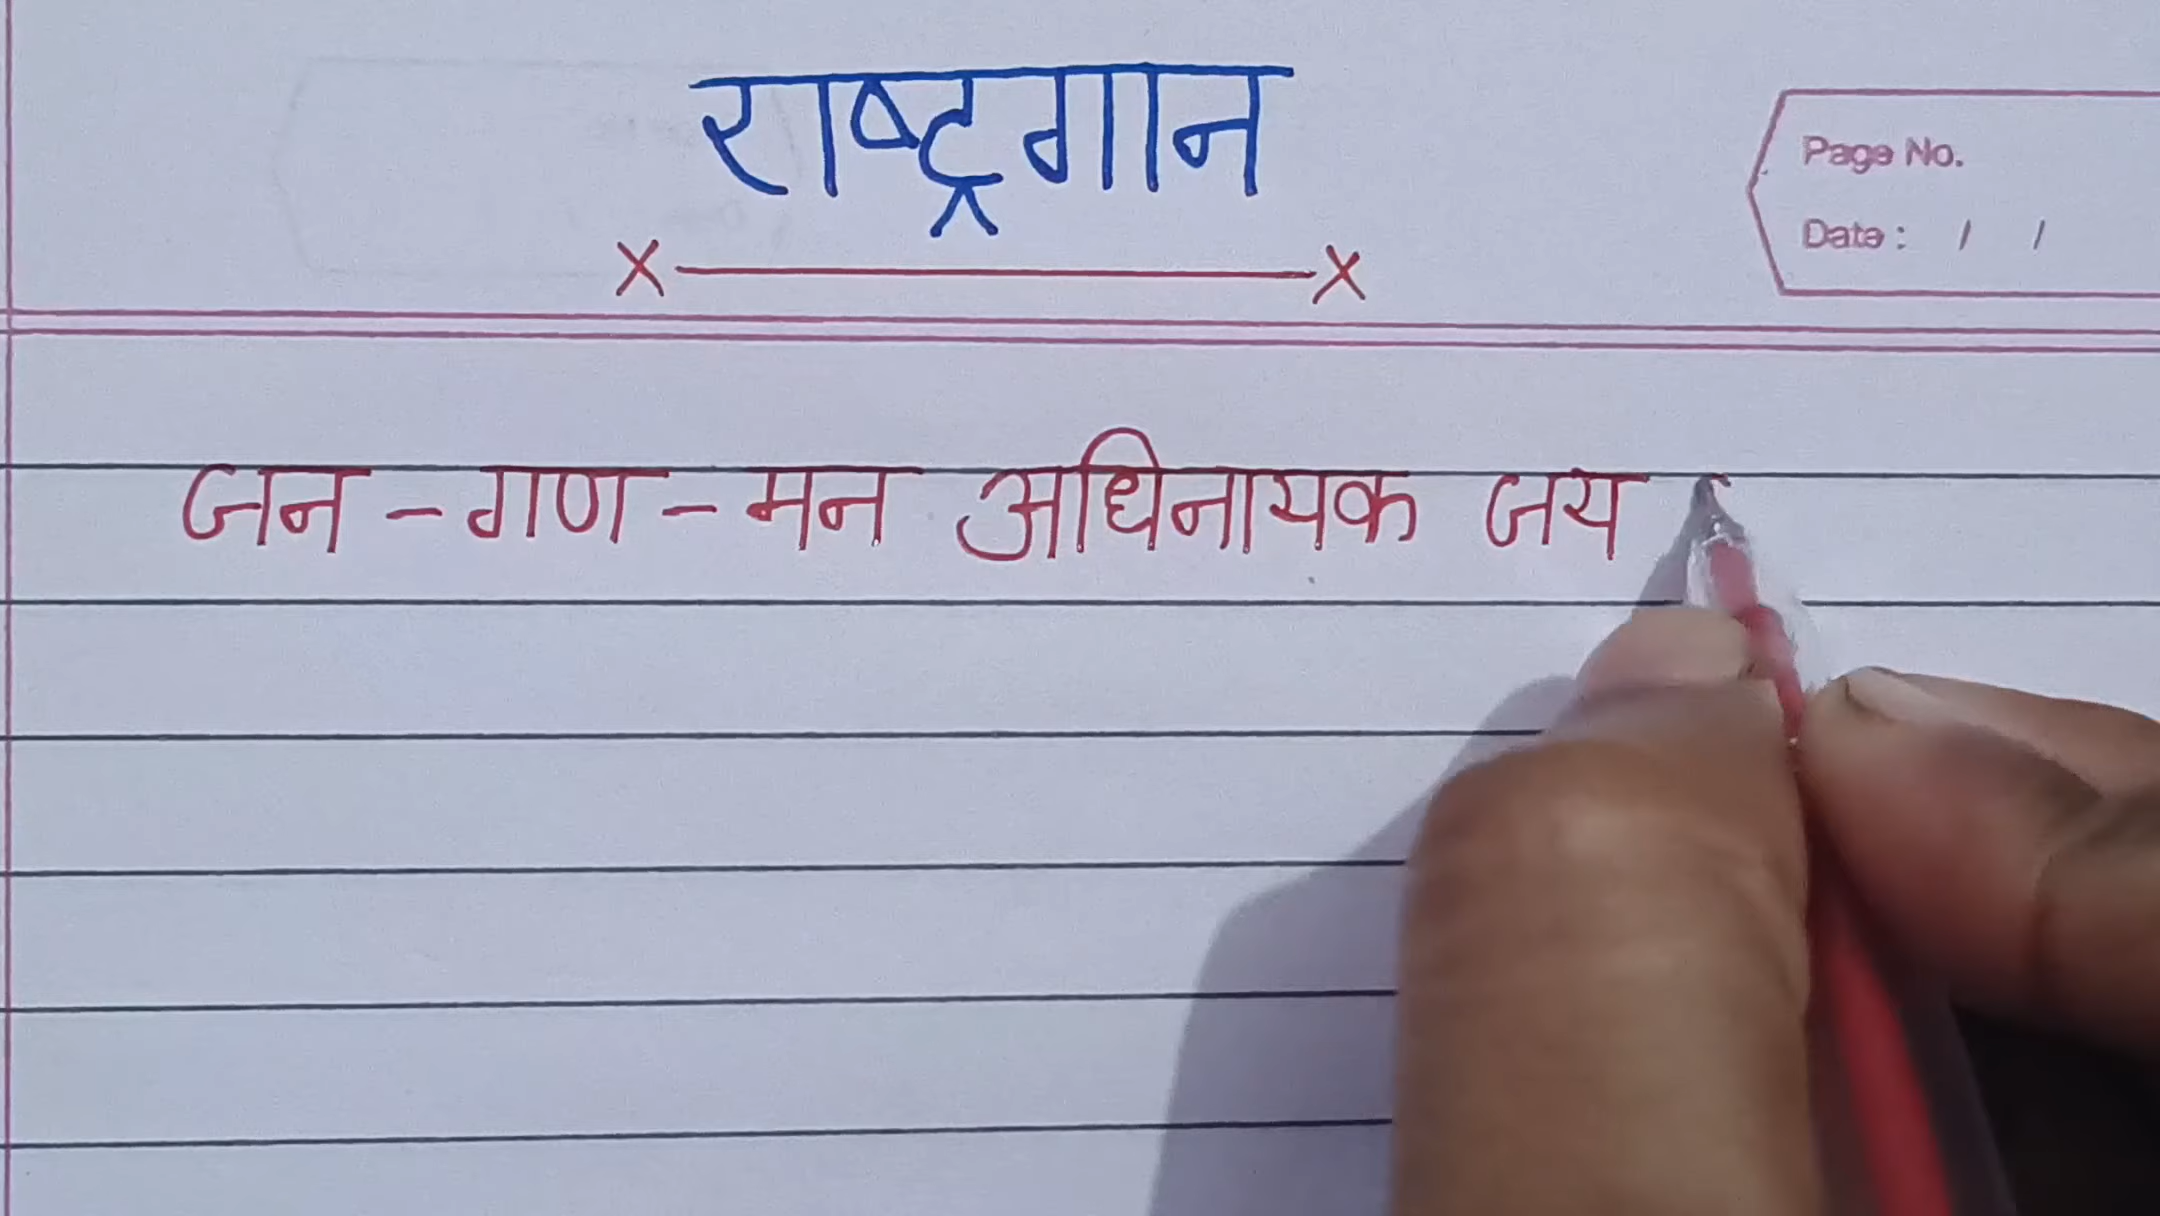 राष्ट्रगान
Page No.
Date : / /
जन - गण - मन अधिनायक जय